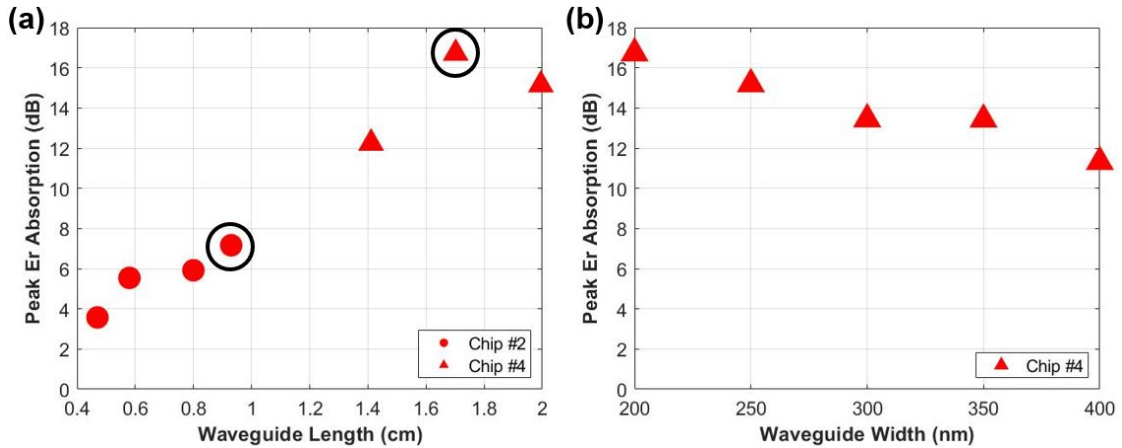 (a)
18
16
14
12
10
8
6
4
2
0
Peak Er Absorption (dB)
0.4 0.6 0.8 1 1.2 1.4 1.6 1.8 2
Waveguide Length (cm)
Chip #2
Chip #4
(b)
18
16
14
12
10
8
6
4
2
0
Peak Er Absorption (dB)
200 250 300 350 400
Waveguide Width (nm)
Chip #4